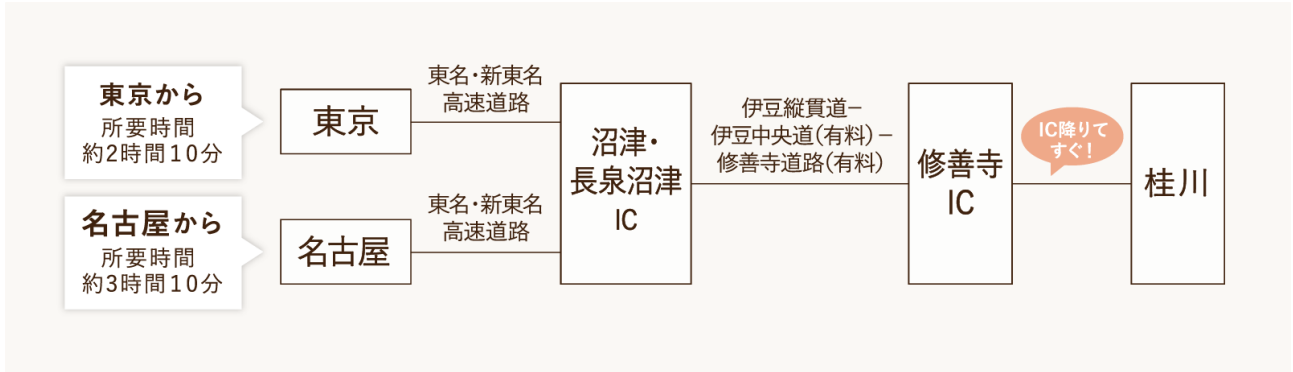 東京から
所要時間
約2時間10分
東京
東名・新東名
高速道路
名古屋から
所要時間
約3時間10分
名古屋
東名・新東名
高速道路
沼津・
長泉沼津
IC
伊豆縦貫道−
伊豆中央道(有料)−
修善寺道路(有料)
修善寺
IC
IC降りて
すぐ!
桂川